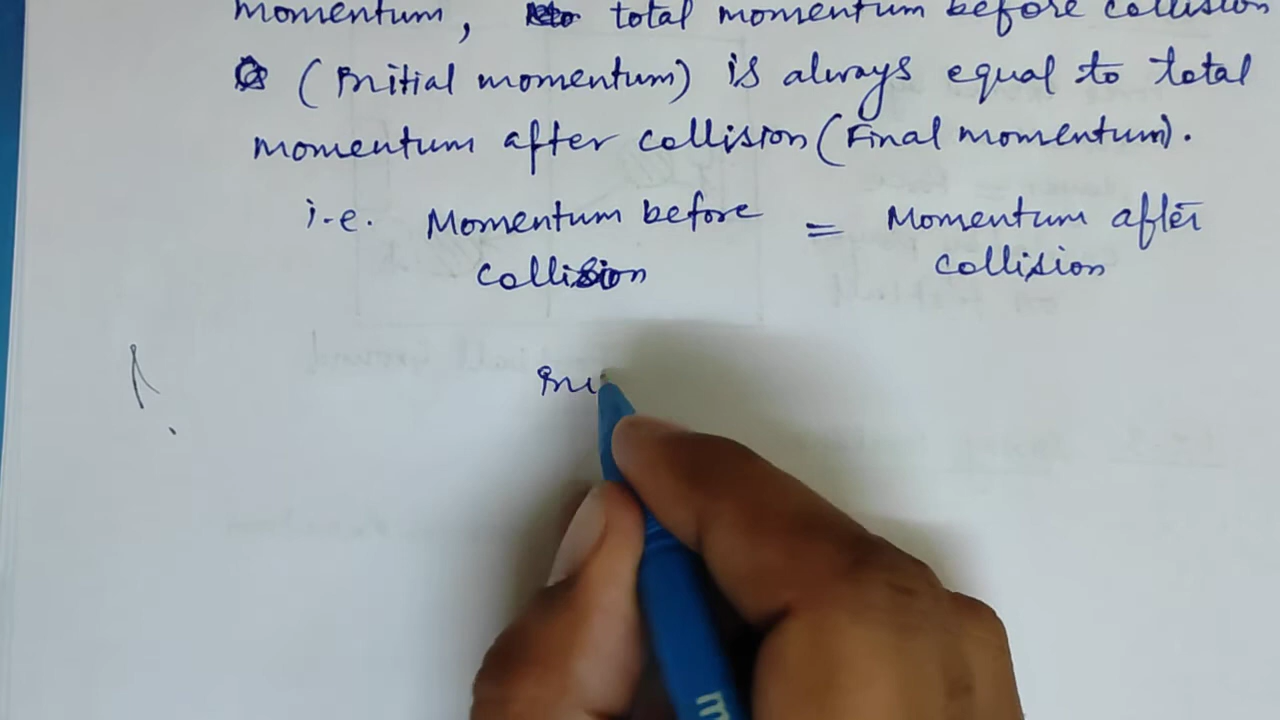 momentum, total momentum before collision
(Initial momentum) is always equal to total
momentum after collision (Final momentum).
i.e. Momentum before collision = Momentum after collision
Ini
m